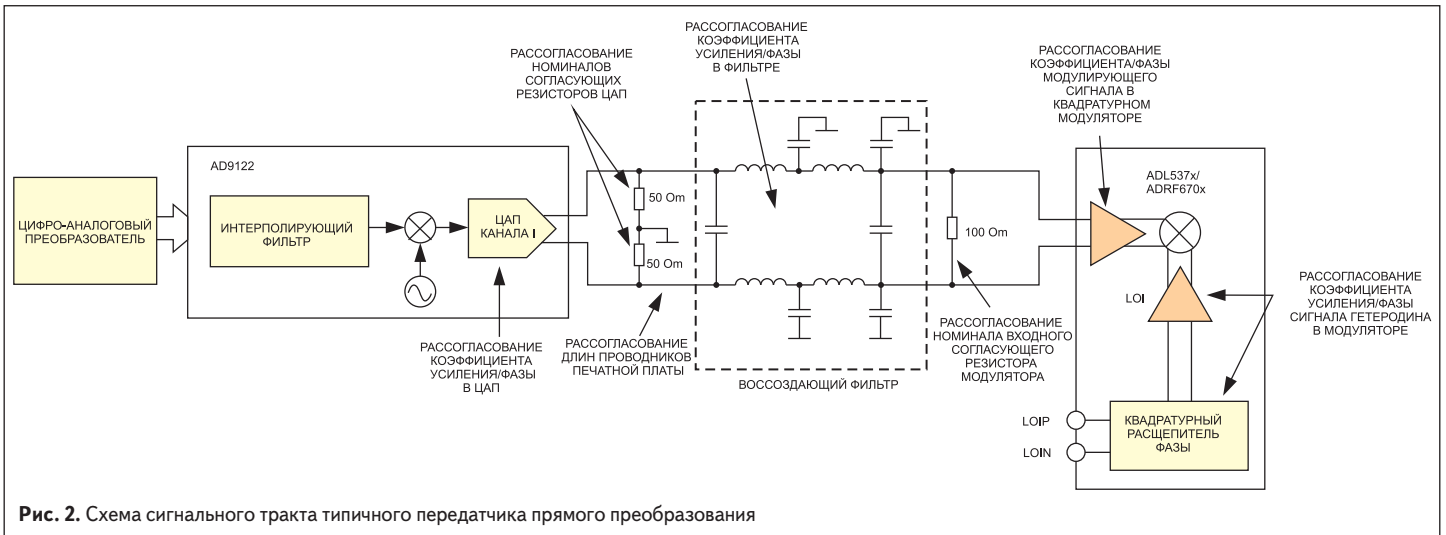 РАССОГЛАСОВАНИЕ
НОМИНАЛОВ
СОГЛАСУЮЩИХ
РЕЗИСТОРОВ ЦАП
РАССОГЛАСОВАНИЕ
КОЭФФИЦИЕНТА
УСИЛЕНИЯ/ФАЗЫ
В ФИЛЬТРЕ
РАССОГЛАСОВАНИЕ
КОЭФФИЦИЕНТА/ФАЗЫ
МОДУЛИРУЮЩЕГО
СИГНАЛА В
КВАДРАТУРНОМ
МОДУЛЯТОРЕ
ЦИФРО-АНАЛОГОВЫЙ
ПРЕОБРАЗОВАТЕЛЬ
AD9122
ИНТЕРПОЛИРУЮЩИЙ
ФИЛЬТР
ЦАП
КАНАЛА I
50 Om
50 Om
100 Om
ADL537x/
ADRF670x
LOI
РАССОГЛАСОВАНИЕ
КОЭФФИЦИЕНТА
УСИЛЕНИЯ/ФАЗЫ
СИГНАЛА ГЕТЕРОДИНА
В МОДУЛЯТОРЕ
РАССОГЛАСОВАНИЕ
КОЭФФИЦИЕНТА
УСИЛЕНИЯ/ФАЗЫ
В ЦАП
РАССОГЛАСОВАНИЕ
ДЛИН ПРОВОДНИКОВ
ПЕЧАТНОЙ ПЛАТЫ
ВОССОЗДАЮЩИЙ ФИЛЬТР
РАССОГЛАСОВАНИЕ
НОМИНАЛА ВХОДНОГО
СОГЛАСУЮЩЕГО
РЕЗИСТОРА
МОДУЛЯТОРА
LOIP
LOIN
КВАДРАТУРНЫЙ
РАСЩЕПИТЕЛЬ
ФАЗЫ
Рис. 2. Схема сигнального тракта типичного передатчика прямого преобразования